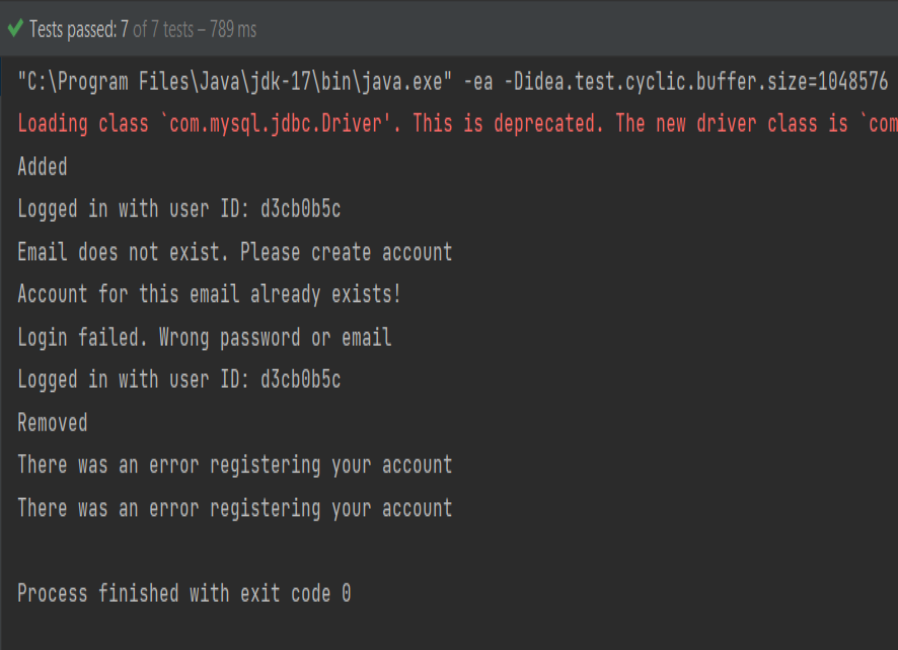 Tests passed: 7 of 7 tests – 789 ms
"C:\Program Files\Java\jdk-17\bin\java.exe" -ea -Didea.test.cyclic.buffer.size=1048576
Loading class `com.mysql.jdbc.Driver'. This is deprecated. The new driver class is `com
Added
Logged in with user ID: d3cb0b5c
Email does not exist. Please create account
Account for this email already exists!
Login failed. Wrong password or email
Logged in with user ID: d3cb0b5c
Removed
There was an error registering your account
There was an error registering your account
Process finished with exit code 0